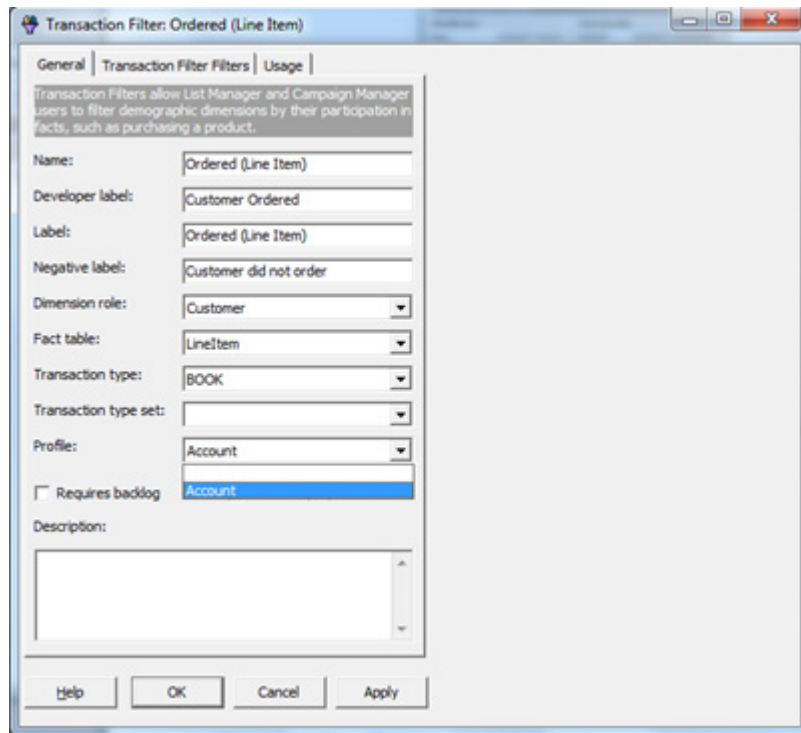 Transaction Filter: Ordered (Line Item)
General
Transaction Filter Filters
Usage
Transaction Filters allow List Manager and Campaign Manager
users to filter demographic dimensions by their participation in
facts, such as purchasing a product.
Name:
Ordered (Line Item)
Developer label:
Customer Ordered
Label:
Ordered (Line Item)
Negative label:
Customer did not order
Dimension role:
Customer
Fact table:
LineItem
Transaction type:
BOOK
Transaction type set:
Profile:
Account
Account
Requires backlog
Description:
Help
OK
Cancel
Apply